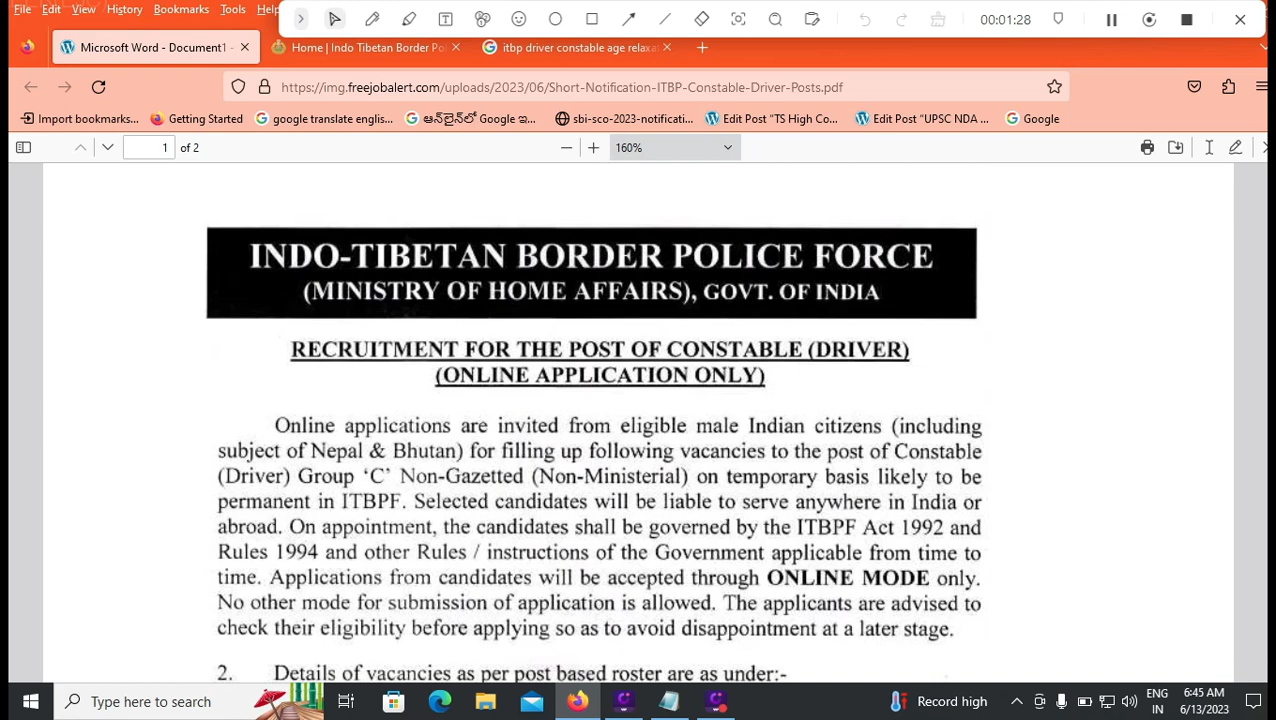 File Edit View History Bookmarks Tools Help
00:01:28
Microsoft Word - Document1 -
Home | Indo Tibetan Border Po
itbp driver constable age relaxat
https://img.freejobalert.com/uploads/2023/06/Short-Notification-ITBP-Constable-Driver-Posts.pdf
Import bookmarks...
Getting Started
google translate englis...
ఆన్‌లైన్‌లో Google ఇ...
sbi-sco-2023-notificati...
Edit Post "TS High Co...
Edit Post "UPSC NDA ...
Google
1 of 2
160%
INDO-TIBETAN BORDER POLICE FORCE
(MINISTRY OF HOME AFFAIRS), GOVT. OF INDIA
RECRUITMENT FOR THE POST OF CONSTABLE (DRIVER)
(ONLINE APPLICATION ONLY)
Online applications are invited from eligible male Indian citizens (including
subject of Nepal & Bhutan) for filling up following vacancies to the post of Constable
(Driver) Group 'C' Non-Gazetted (Non-Ministerial) on temporary basis likely to be
permanent in ITBPF. Selected candidates will be liable to serve anywhere in India or
abroad. On appointment, the candidates shall be governed by the ITBPF Act 1992 and
Rules 1994 and other Rules / instructions of the Government applicable from time to
time. Applications from candidates will be accepted through ONLINE MODE only.
No other mode for submission of application is allowed. The applicants are advised to
check their eligibility before applying so as to avoid disappointment at a later stage.
2. Details of vacancies as per post based roster are as under:-
Type here to search
Record high
ENG
IN
6:45 AM
6/13/2023